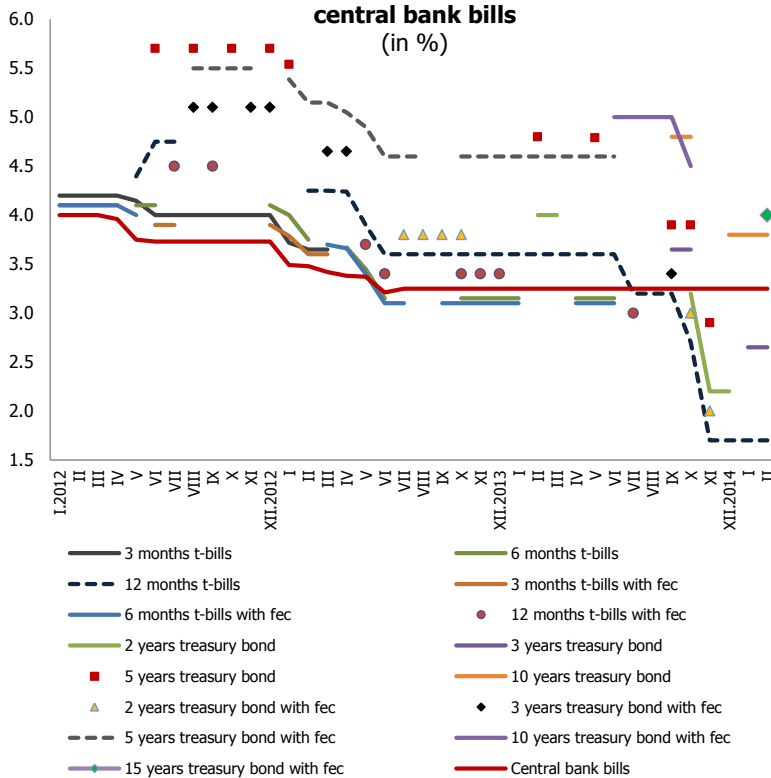 central bank bills
(in %)
6.0
5.5
5.0
4.5
4.0
3.5
3.0
2.5
2.0
1.5
I.2012 II III IV V VI VII VIII IX X XI XII.2012 I II III IV V VI VII VIII IX X XI XII.2013 I II III IV V VI VII VIII IX X XI XII.2014 I II
3 months t-bills
6 months t-bills
12 months t-bills
3 months t-bills with fec
6 months t-bills with fec
12 months t-bills with fec
2 years treasury bond
3 years treasury bond
5 years treasury bond
10 years treasury bond
2 years treasury bond with fec
3 years treasury bond with fec
5 years treasury bond with fec
10 years treasury bond with fec
15 years treasury bond with fec
Central bank bills